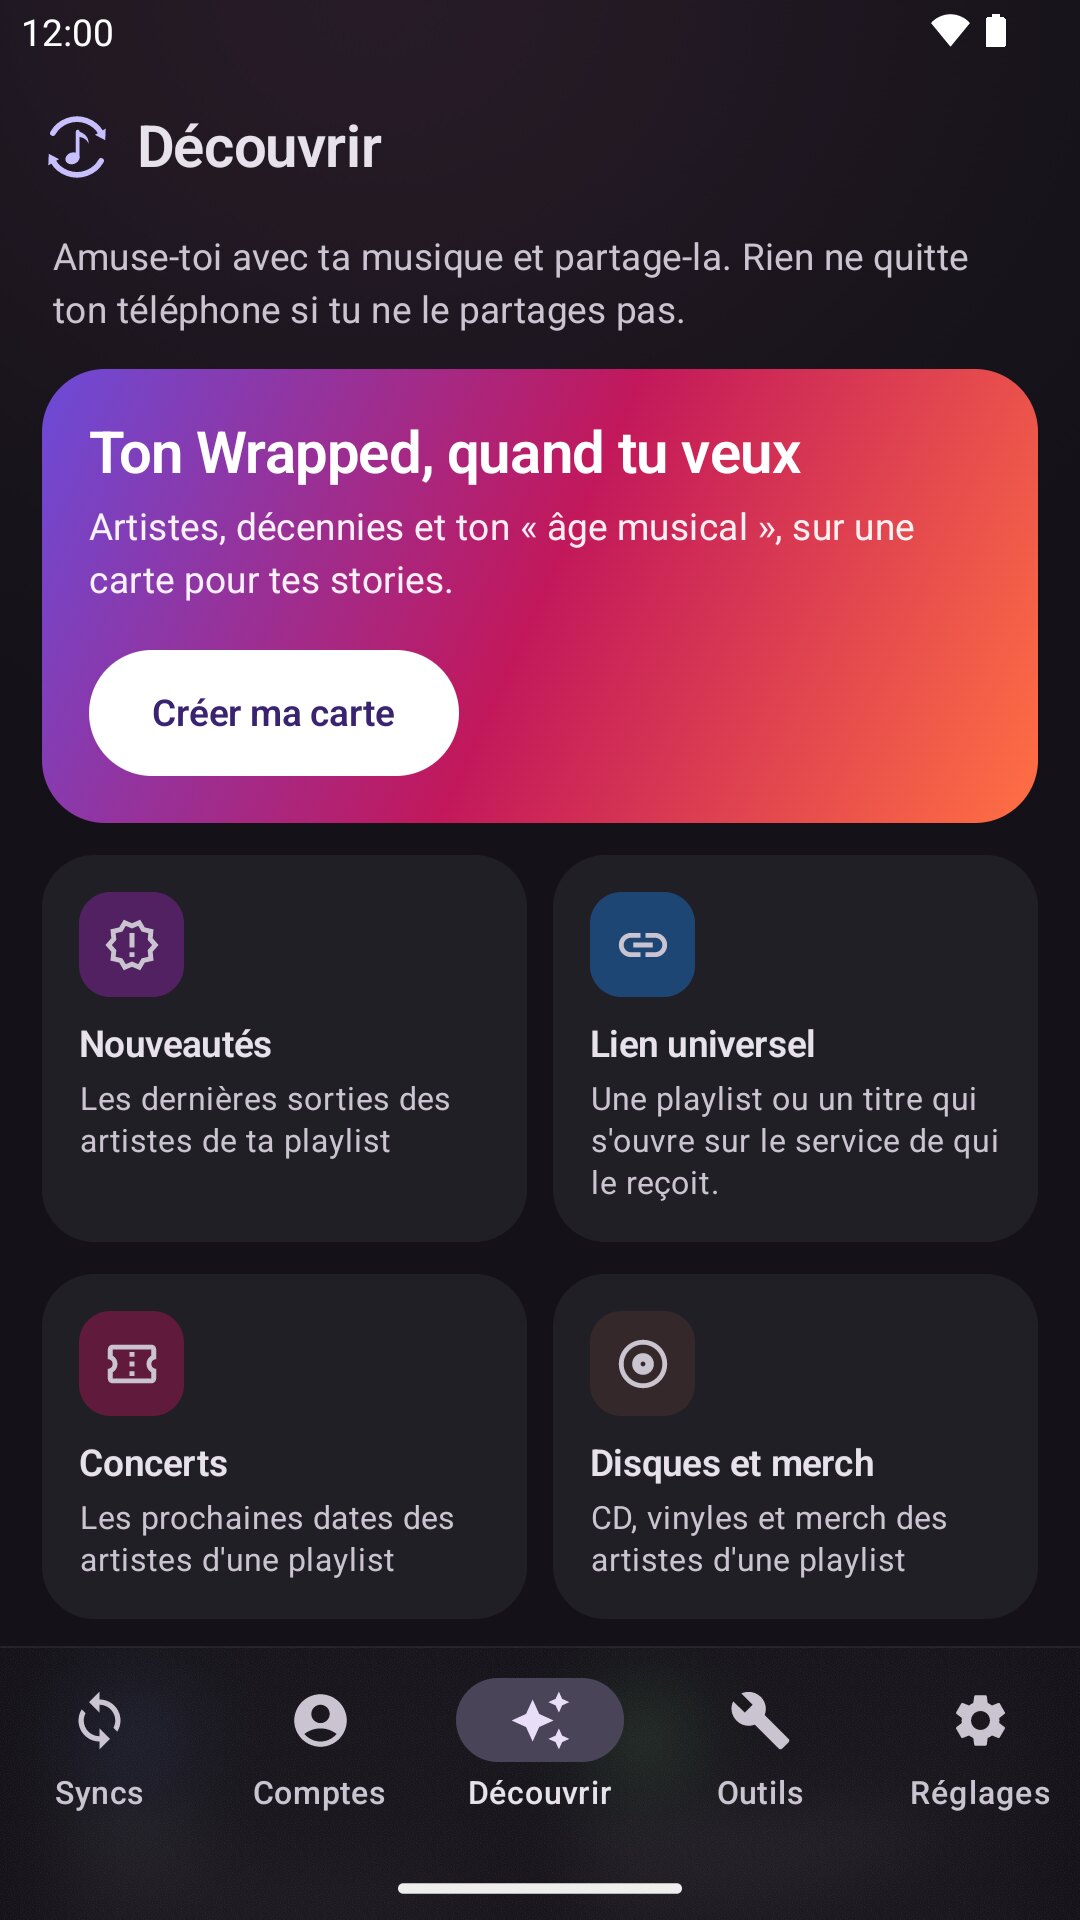 12:00
Découvrir
Amuse-toi avec ta musique et partage-la. Rien ne quitte
ton téléphone si tu ne le partages pas.
Ton Wrapped, quand tu veux
Artistes, décennies et ton « âge musical », sur une
carte pour tes stories.
Créer ma carte
Nouveautés
Les dernières sorties des
artistes de ta playlist
Lien universel
Une playlist ou un titre qui
s'ouvre sur le service de qui
le reçoit.
Concerts
Les prochaines dates des
artistes d'une playlist
Disques et merch
CD, vinyles et merch des
artistes d'une playlist
Syncs
Comptes
Découvrir
Outils
Réglages